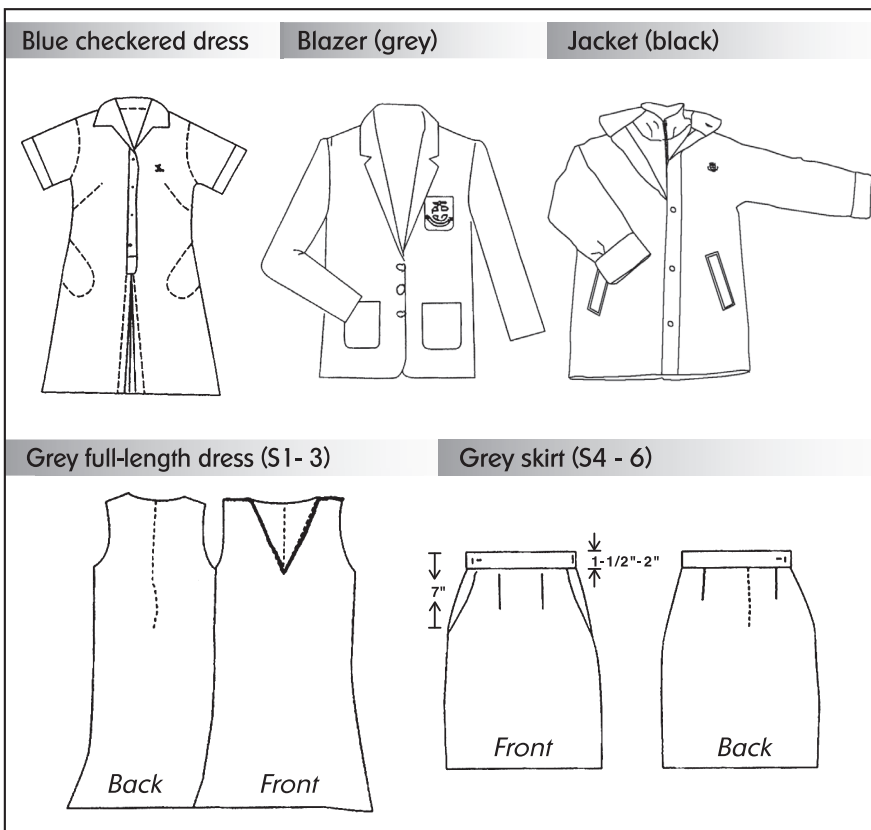 Blue checkered dress
Blazer (grey)
Jacket (black)
Grey full-length dress (S1- 3)
Grey skirt (S4 - 6)
1-1/2"-2"
7"
Back
Front
Front
Back